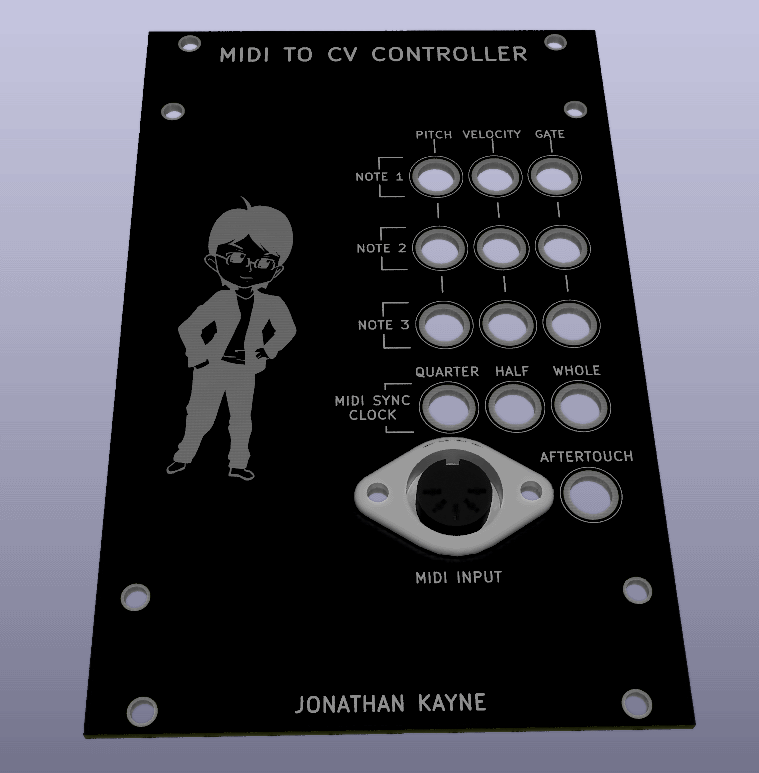 MIDI TO CV CONTROLLER
PITCH VELOCITY GATE
NOTE 1
NOTE 2
NOTE 3
QUARTER HALF WHOLE
MIDI SYNC
CLOCK
AFTERTOUCH
MIDI INPUT
JONATHAN KAYNE